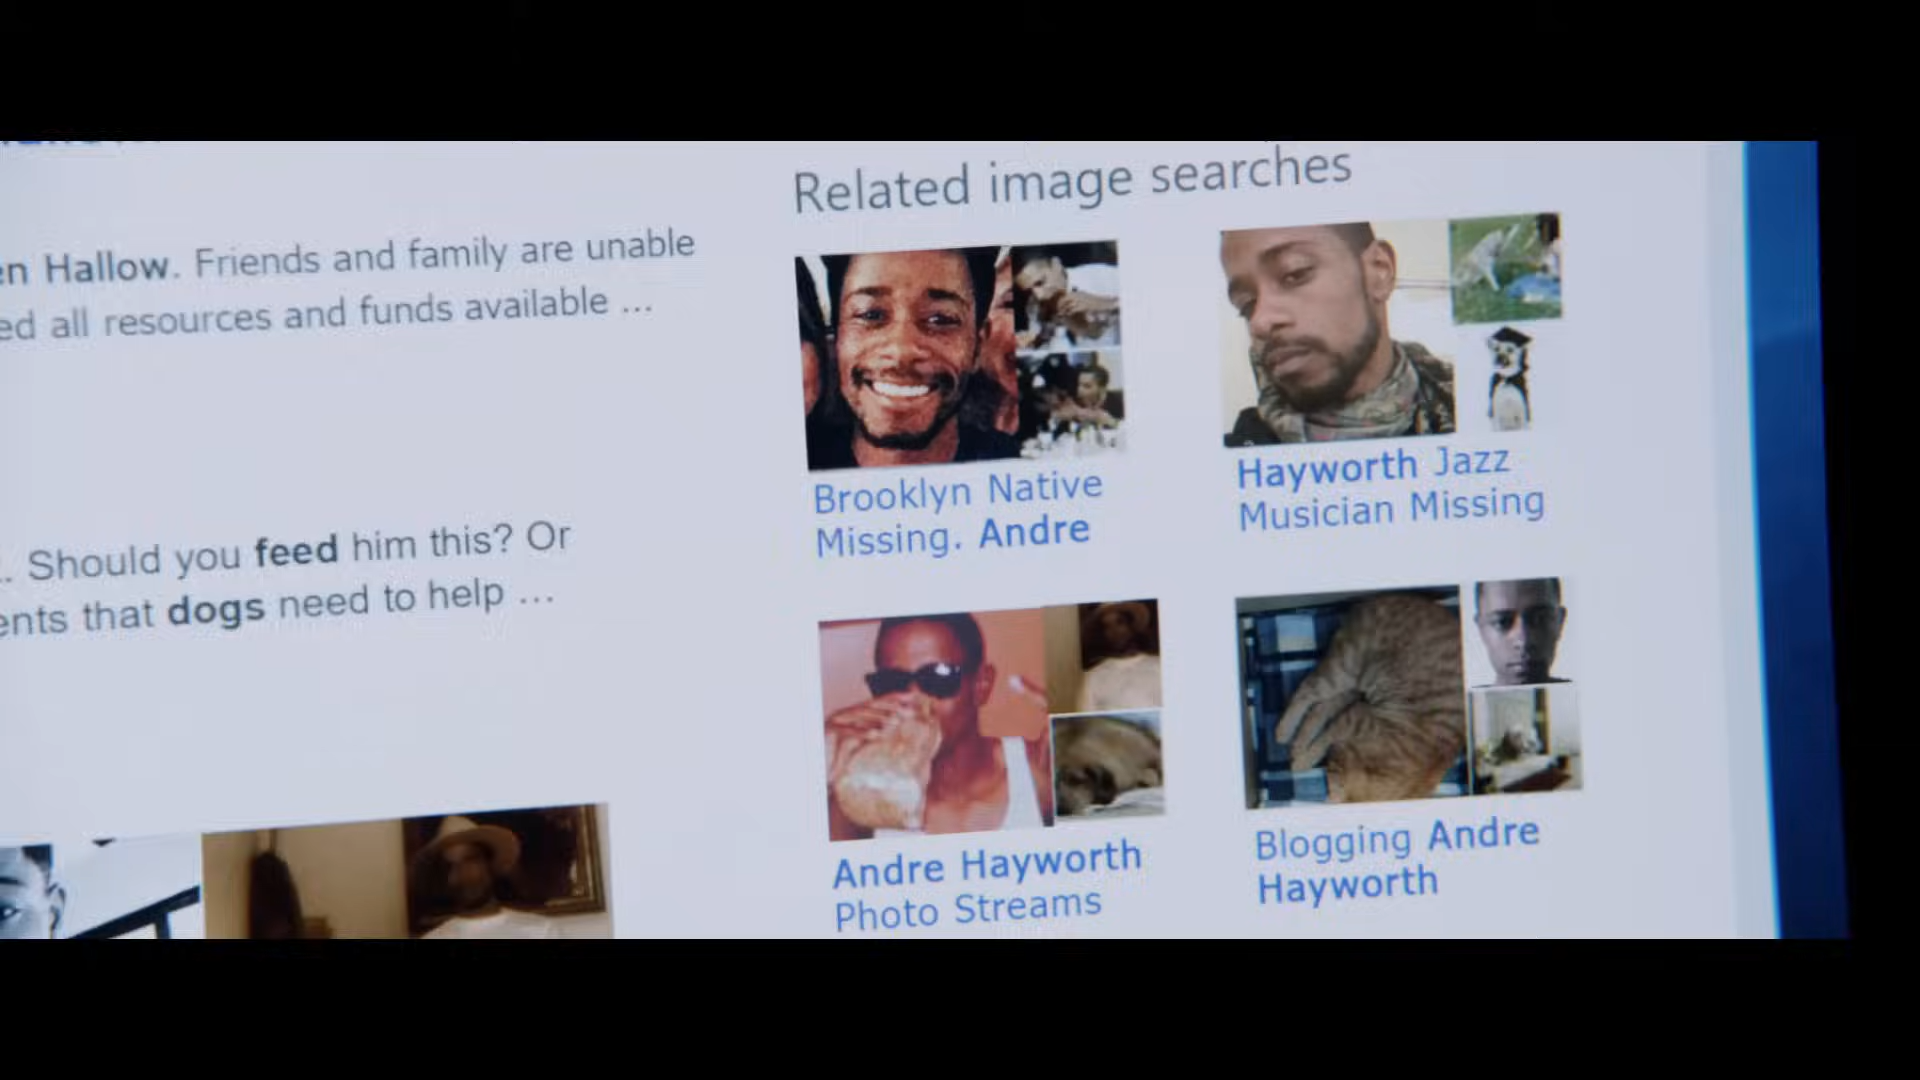 en Hallow. Friends and family are unable
ed all resources and funds available ...
. Should you feed him this? Or
ents that dogs need to help ...
Related image searches
Brooklyn Native
Missing. Andre
Hayworth Jazz
Musician Missing
Andre Hayworth
Photo Streams
Blogging Andre
Hayworth